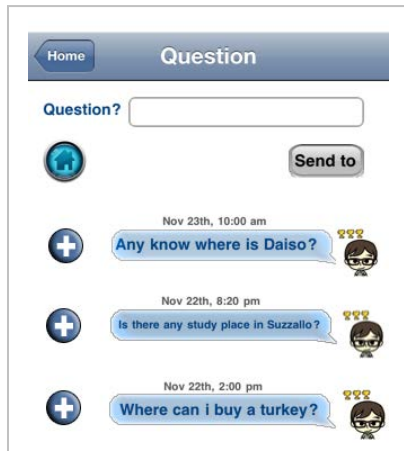 Home Question
Question?
Send to
Nov 23th, 10:00 am
Any know where is Daiso?
Nov 22th, 8:20 pm
Is there any study place in Suzzallo?
Nov 22th, 2:00 pm
Where can i buy a turkey?